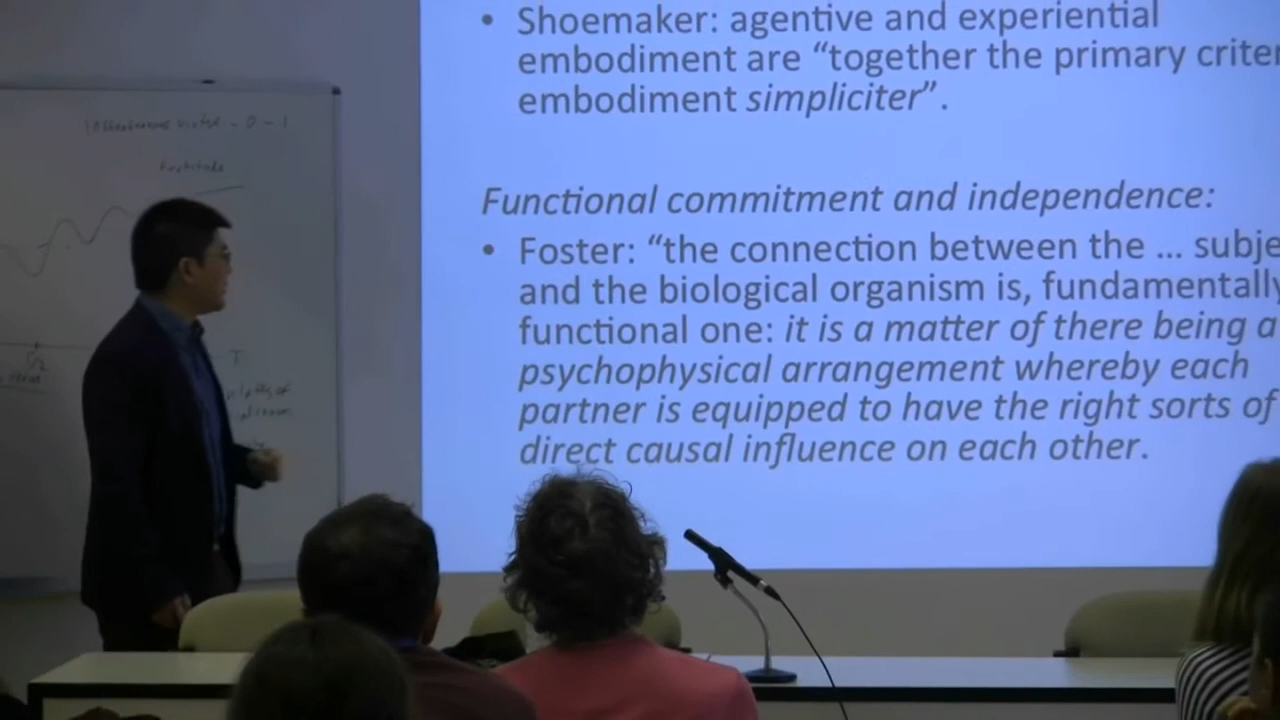 • Shoemaker: agentive and experiential
embodiment are “together the primary criter
embodiment simpliciter”.
Functional commitment and independence:
• Foster: “the connection between the ... subje
and the biological organism is, fundamentally
functional one: it is a matter of there being a
psychophysical arrangement whereby each
partner is equipped to have the right sorts of
direct causal influence on each other.
- 0 - 1
T